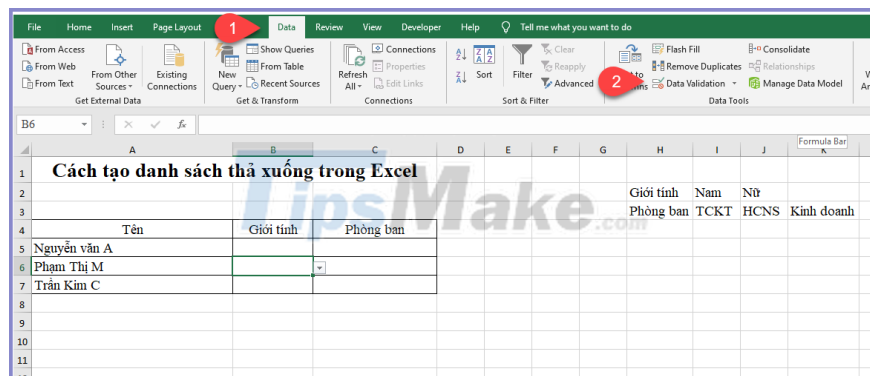 File Home Insert Page Layout 1 Data Review View Developer Help Tell me what you want to do
From Access
From Web
From Text
From Other
Sources
Existing
Connections
Get External Data
New
Query
Show Queries
From Table
Recent Sources
Get & Transform
Refresh
All
Connections
Properties
Edit Links
Connections
Sort
Filter
Clear
Reapply
Advanced
Sort & Filter
2
Flash Fill
Remove Duplicates
Data Validation
Consolidate
Relationships
Manage Data Model
Data Tools
B6 fx
Formula Bar
A B C D E F G H I J K
1 Cách tạo danh sách thả xuống trong Excel
2 Giới tính Nam Nữ
3 Phòng ban TCKT HCNS Kinh doanh
4 Tên Giới tính Phòng ban
5 Nguyễn văn A
6 Phạm Thị M
7 Trần Kim C
8
9
10
11
TipsMake.com